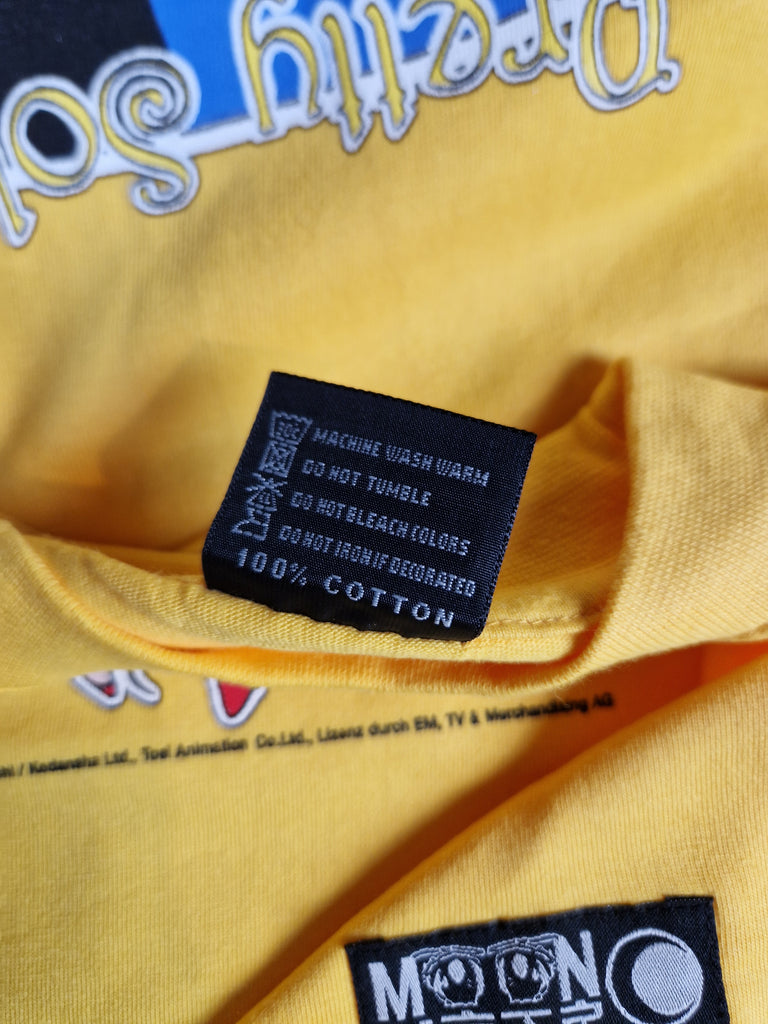 Pretty Sol
MACHINE WASH WARM
DO NOT TUMBLE
DO NOT BLEACH COLORS
DO NOT IRON IF DECORATED
100% COTTON
/ Kodansha Ltd., Toei Animation Co.Ltd., Lizenz durch EM, TV & Merchandising AG
MOON